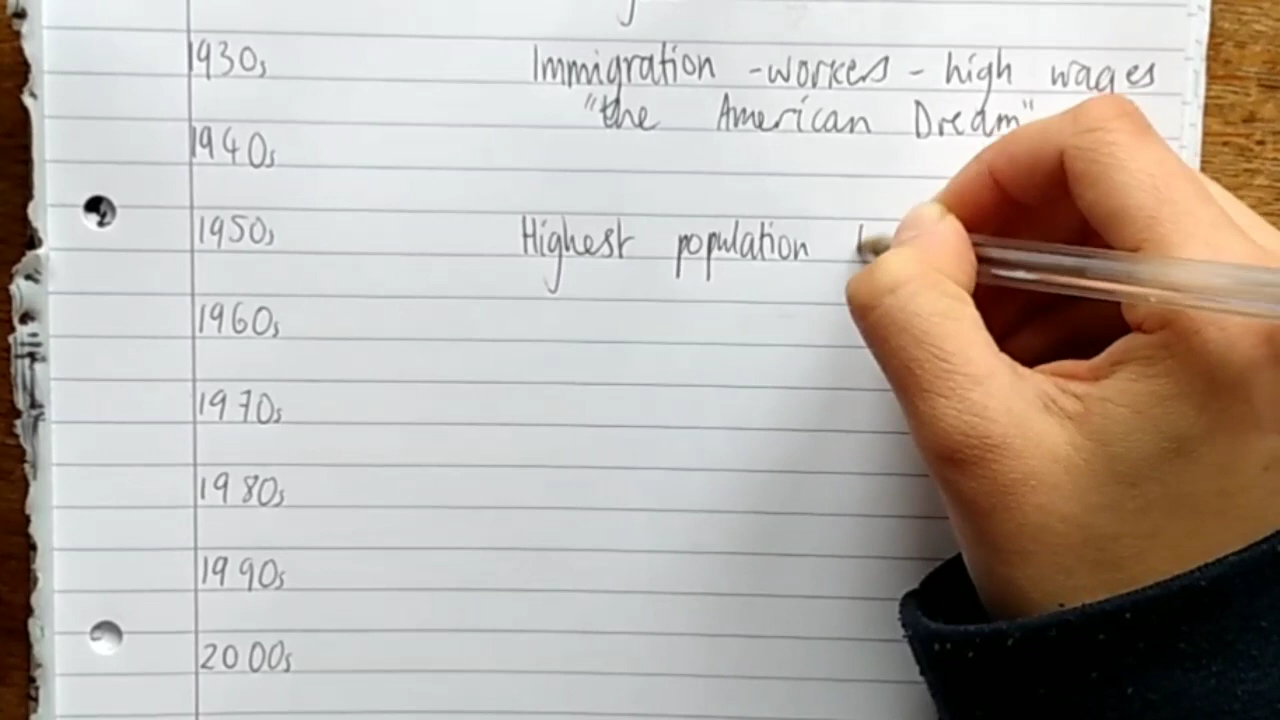 1930s Immigration - workers - high wages
"the American Dream"
1940s
1950s Highest population
1960s
1970s
1980s
1990s
2000s